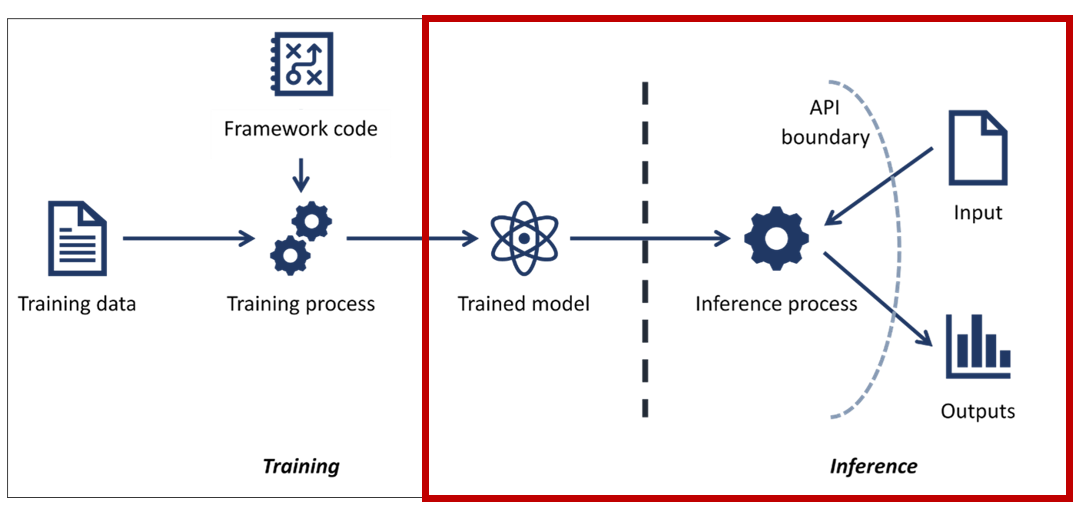 Framework code
API
boundary
Input
Training data
Training process
Trained model
Inference process
Outputs
Training
Inference